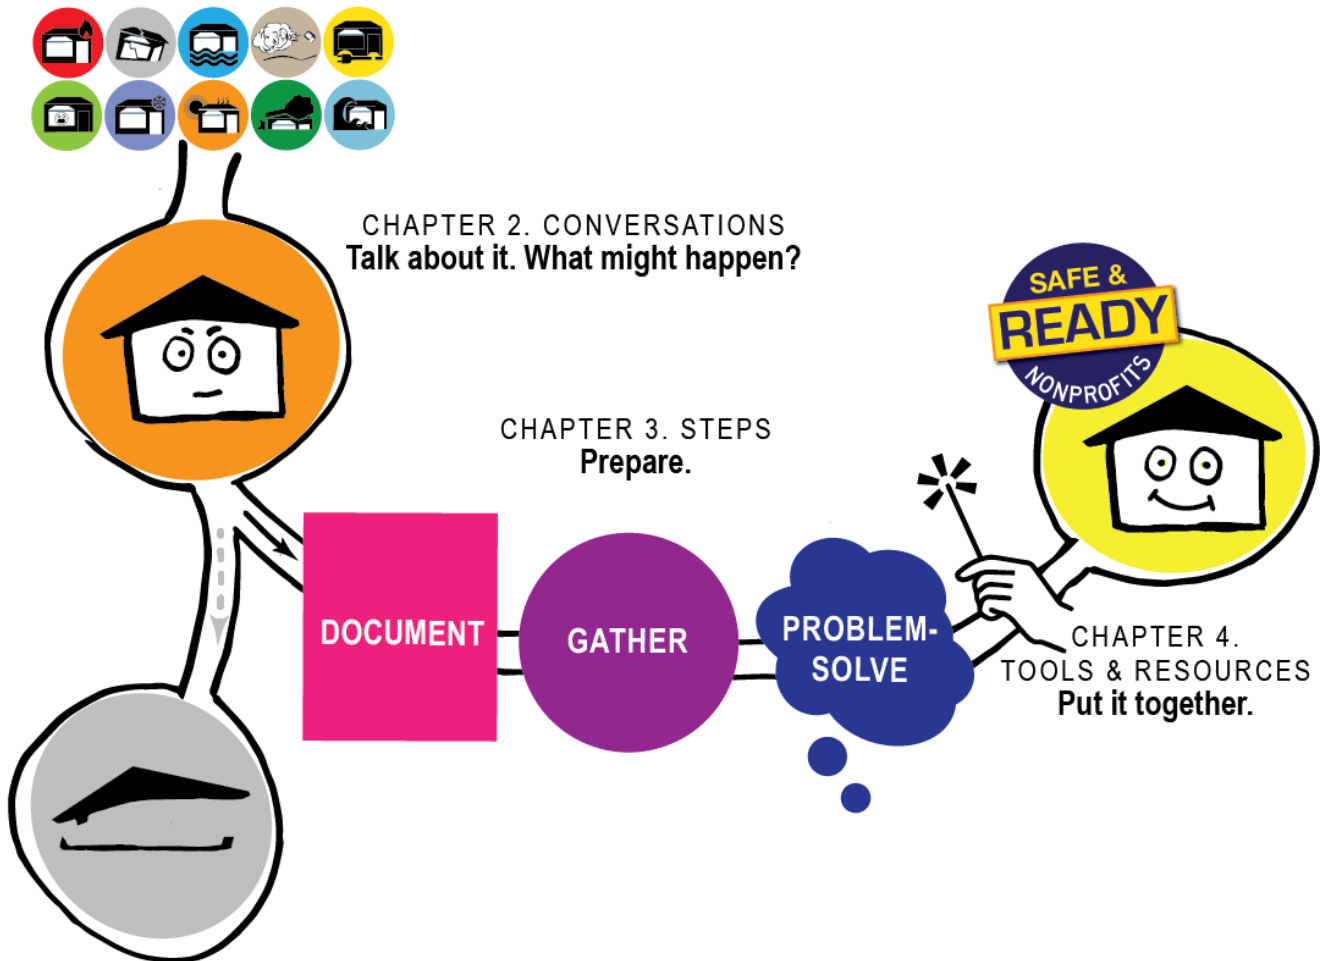 CHAPTER 2. CONVERSATIONS
Talk about it. What might happen?
SAFE &
READY
NONPROFITS
CHAPTER 3. STEPS
Prepare.
DOCUMENT
GATHER
PROBLEM-
SOLVE
CHAPTER 4.
TOOLS & RESOURCES
Put it together.